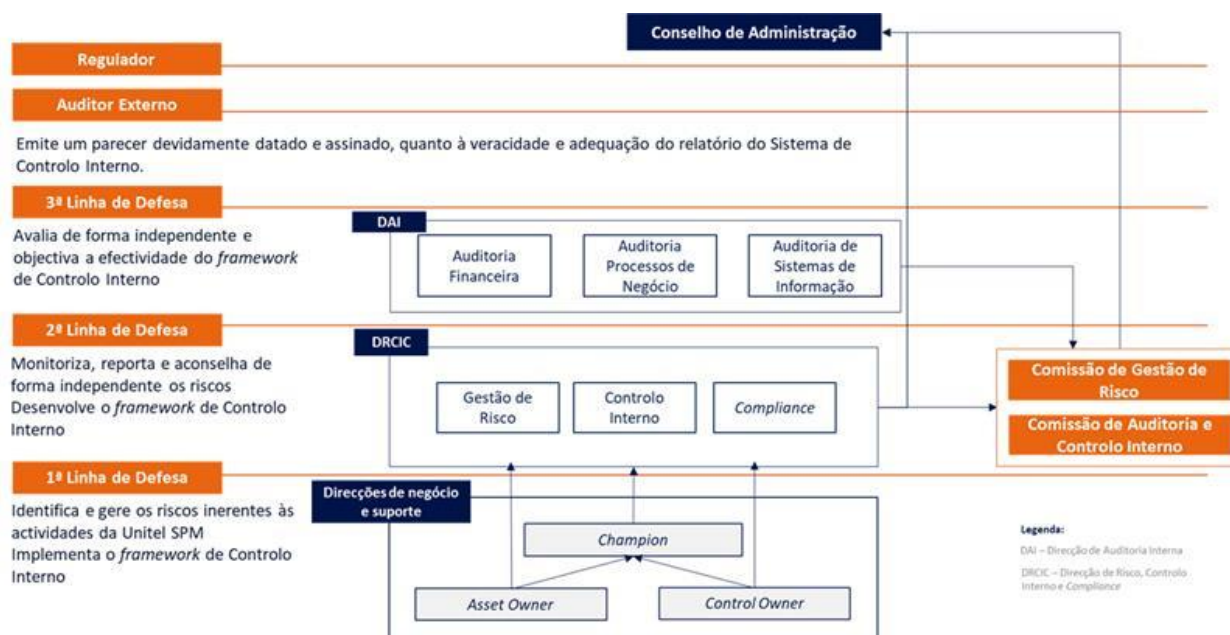 Conselho de Administração
Regulador
Auditor Externo
Emite um parecer devidamente datado e assinado, quanto à veracidade e adequação do relatório do Sistema de
Controlo Interno.
3ª Linha de Defesa
Avalia de forma independente e
objectiva a efectividade do framework
de Controlo Interno
DAI
Auditoria
Financeira
Auditoria
Processos de
Negócio
Auditoria de
Sistemas de
Informação
2ª Linha de Defesa
Monitoriza, reporta e aconselha de
forma independente os riscos
Desenvolve o framework de Controlo
Interno
DRCIC
Gestão de
Risco
Controlo
Interno
Compliance
Comissão de Gestão de
Risco
Comissão de Auditoria e
Controlo Interno
1ª Linha de Defesa
Identifica e gere os riscos inerentes às
actividades da Unitel SPM
Implementa o framework de Controlo
Interno
Direcções de negócio
e suporte
Champion
Asset Owner
Control Owner
Legenda:
DAI – Direcção de Auditoria Interna
DRCIC – Direcção de Risco, Controlo
Interno e Compliance